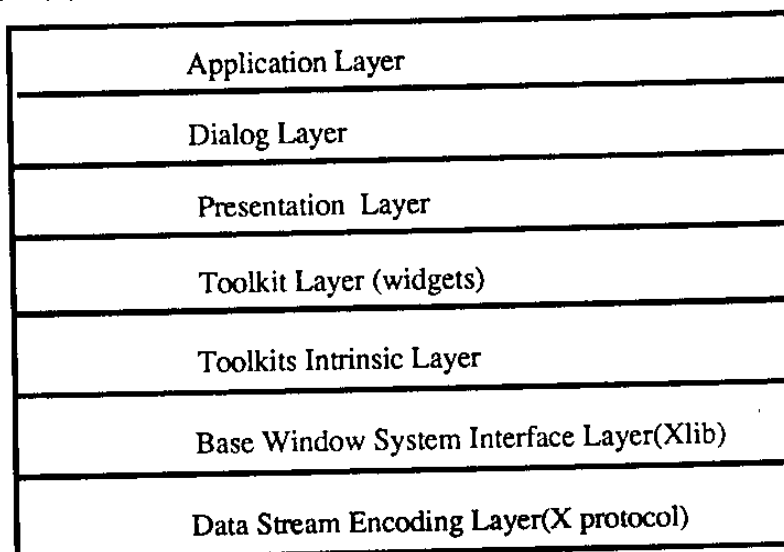 Application Layer
Dialog Layer
Presentation Layer
Toolkit Layer (widgets)
Toolkits Intrinsic Layer
Base Window System Interface Layer(Xlib)
Data Stream Encoding Layer(X protocol)